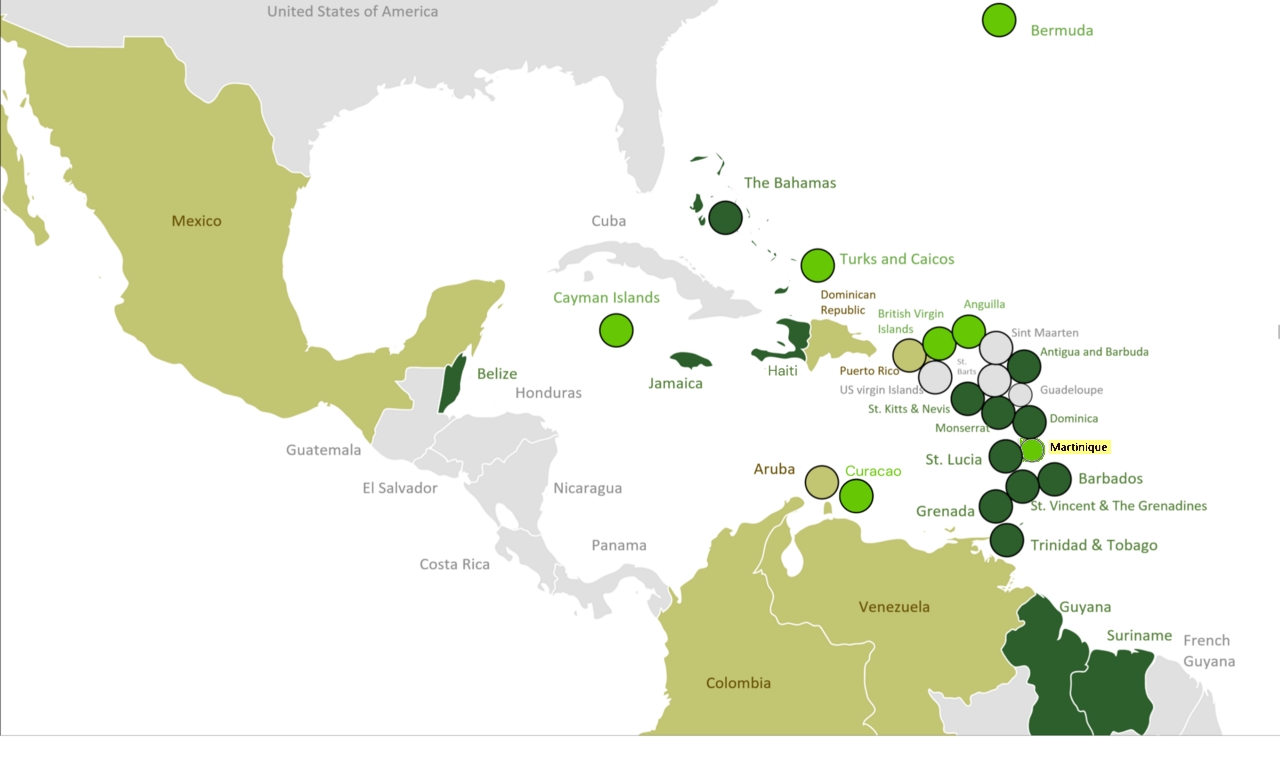 United States of America
Bermuda
The Bahamas
Mexico
Cuba
Turks and Caicos
Cayman Islands
Dominican
Republic
Anguilla
British Virgin
Islands
Sint Maarten
Antigua and Barbuda
St.
Barts
Puerto Rico
Haiti
Belize
Jamaica
US virgin Islands
Guadeloupe
Honduras
St. Kitts & Nevis
Dominica
Monserrat
Martinique
Guatemala
St. Lucia
Aruba
Curacao
Barbados
El Salvador
Nicaragua
St. Vincent & The Grenadines
Grenada
Panama
Trinidad & Tobago
Costa Rica
Venezuela
Guyana
Suriname
French
Guyana
Colombia